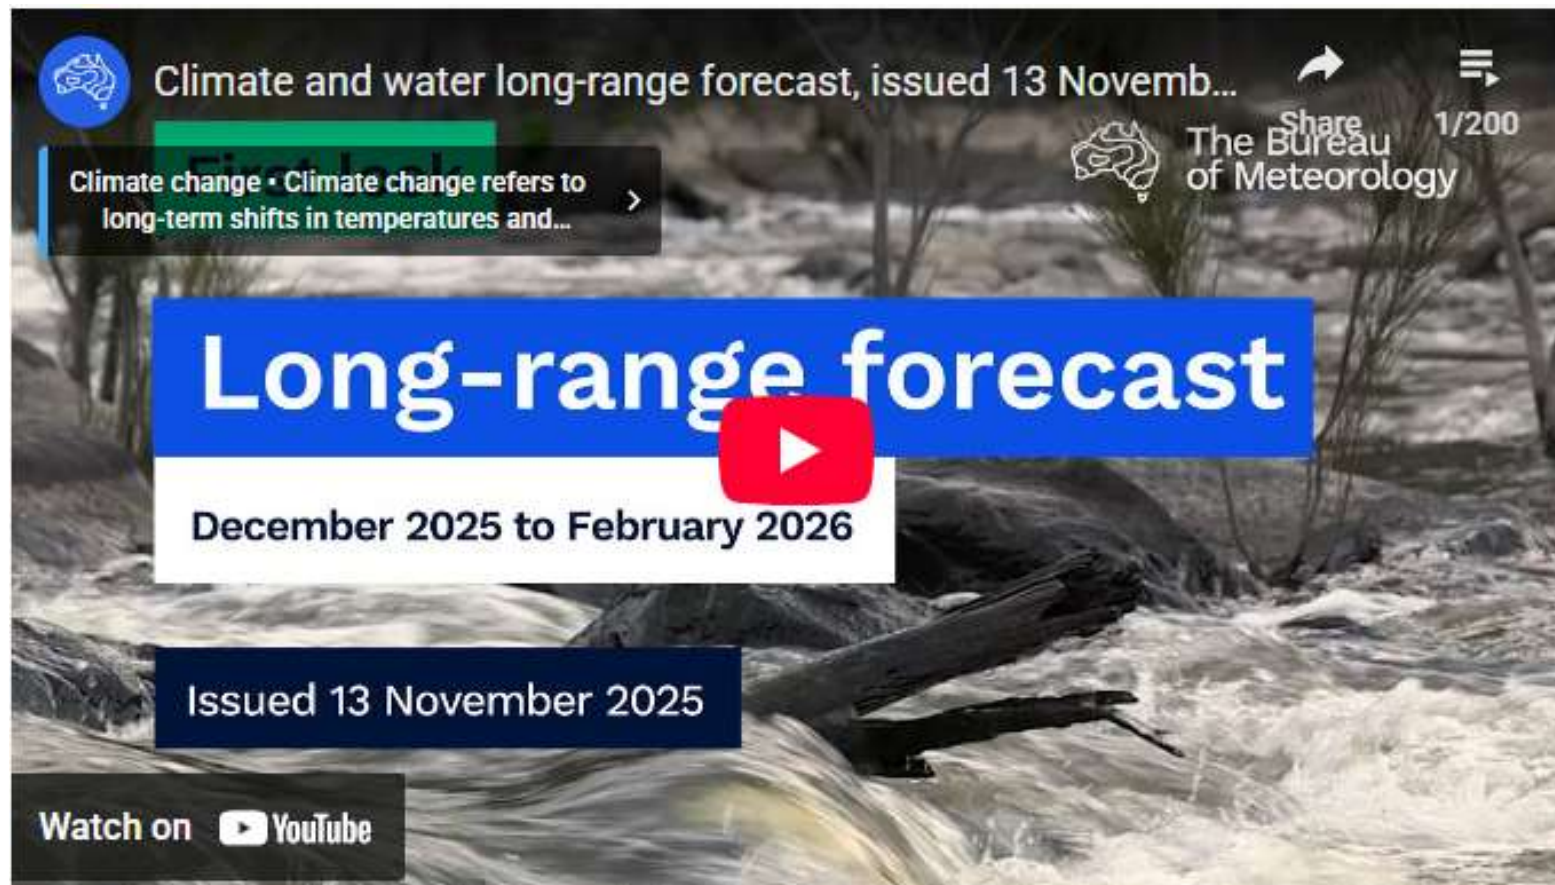 Climate and water long-range forecast, issued 13 Novemb...
Share
1/200
The Bureau
of Meteorology
First look
Climate change • Climate change refers to
long-term shifts in temperatures and...
Long-range forecast
December 2025 to February 2026
Issued 13 November 2025
Watch on YouTube